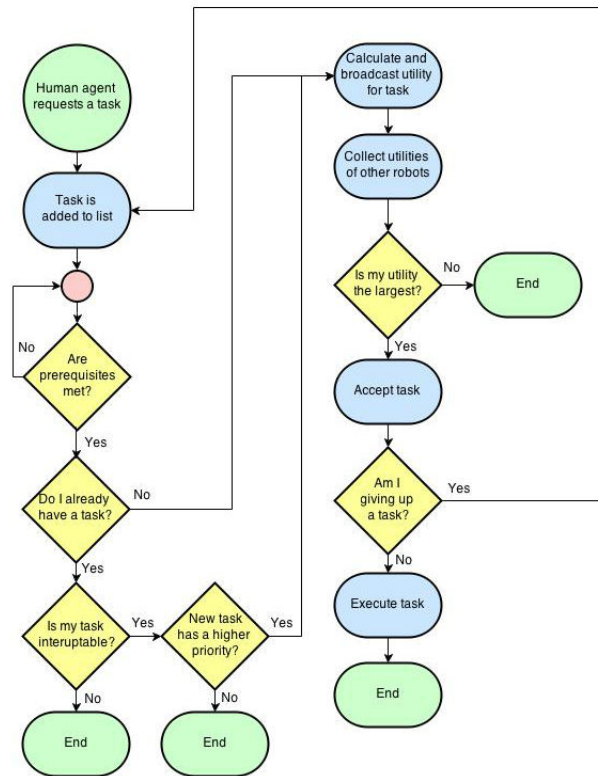 Human agent
requests a task
Task is
added to list
No
Are
prerequisites
met?
Yes
Do I already
have a task?
No
Yes
Is my task
interuptable?
Yes
New task
has a higher
priority?
Yes
No
No
End
End
Calculate and
broadcast utility
for task
Collect utilities
of other robots
Is my utility
the largest?
No
End
Yes
Accept task
Am I
giving up
a task?
Yes
No
Execute task
End